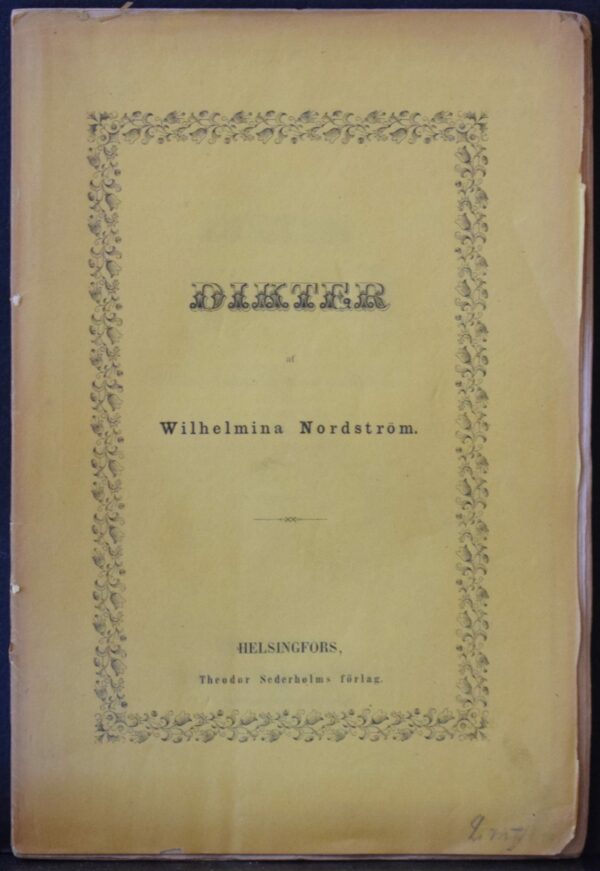 DIKTER
af
Wilhelmina Nordström.
HELSINGFORS,
Theodor Sederholms förlag.